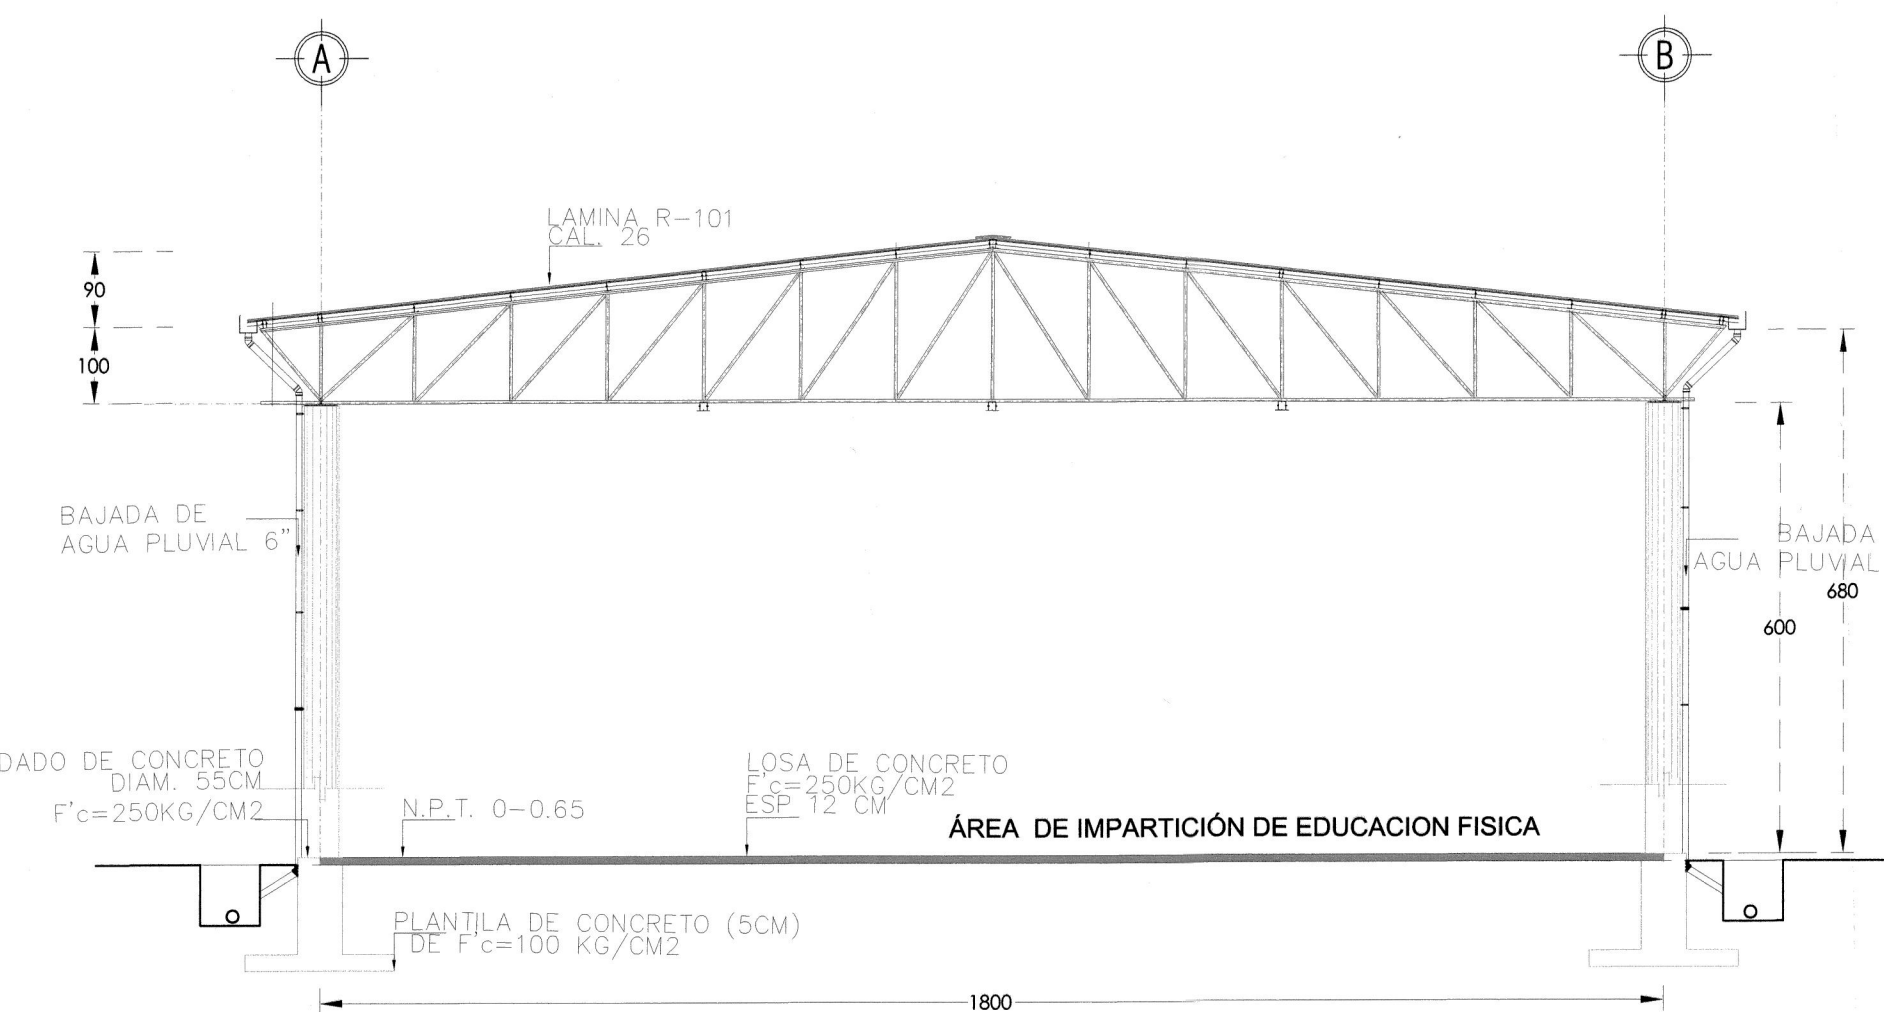 A
B
LAMINA R-101
CAL. 26
90
100
BAJADA DE
AGUA PLUVIAL 6"
BAJADA
AGUA PLUVIAL
680
600
DADO DE CONCRETO
DIAM. 55CM
F'c=250KG/CM2
N.P.T. 0-0.65
LOSA DE CONCRETO
F'c=250KG/CM2
ESP 12 CM
ÁREA DE IMPARTICIÓN DE EDUCACION FISICA
PLANTILA DE CONCRETO (5CM)
DE F'c=100 KG/CM2
1800